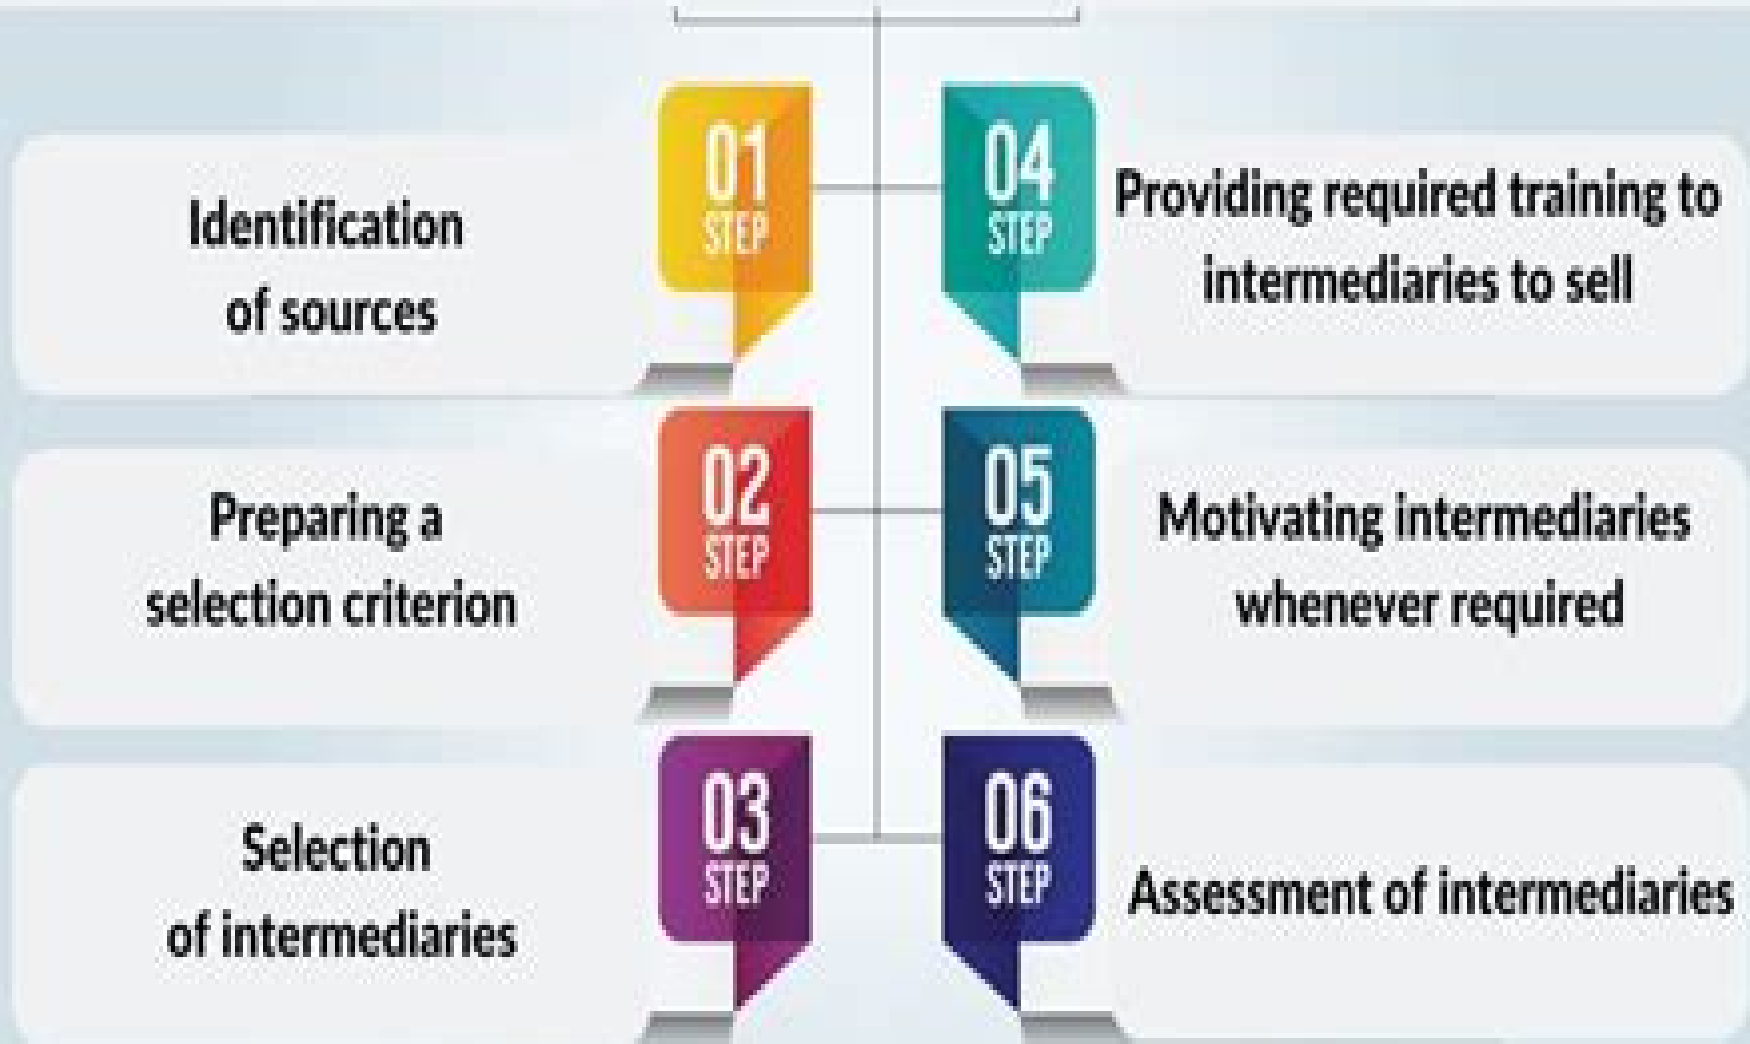 01
STEP
Identification
of sources
02
STEP
Preparing a
selection criterion
03
STEP
Selection
of intermediaries
04
STEP
Providing required training to
intermediaries to sell
05
STEP
Motivating intermediaries
whenever required
06
STEP
Assessment of intermediaries